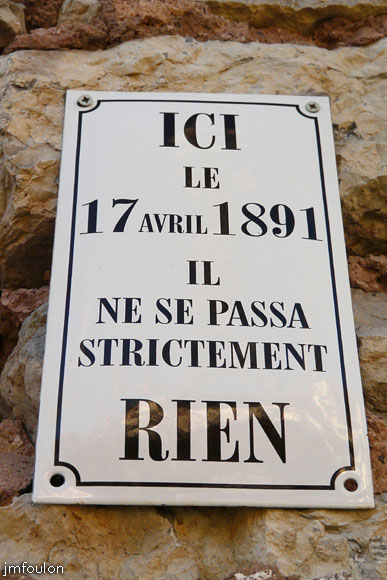 ICI
LE
17 AVRIL 1891
IL
NE SE PASSA
STRICTEMENT
RIEN
jmfoulon